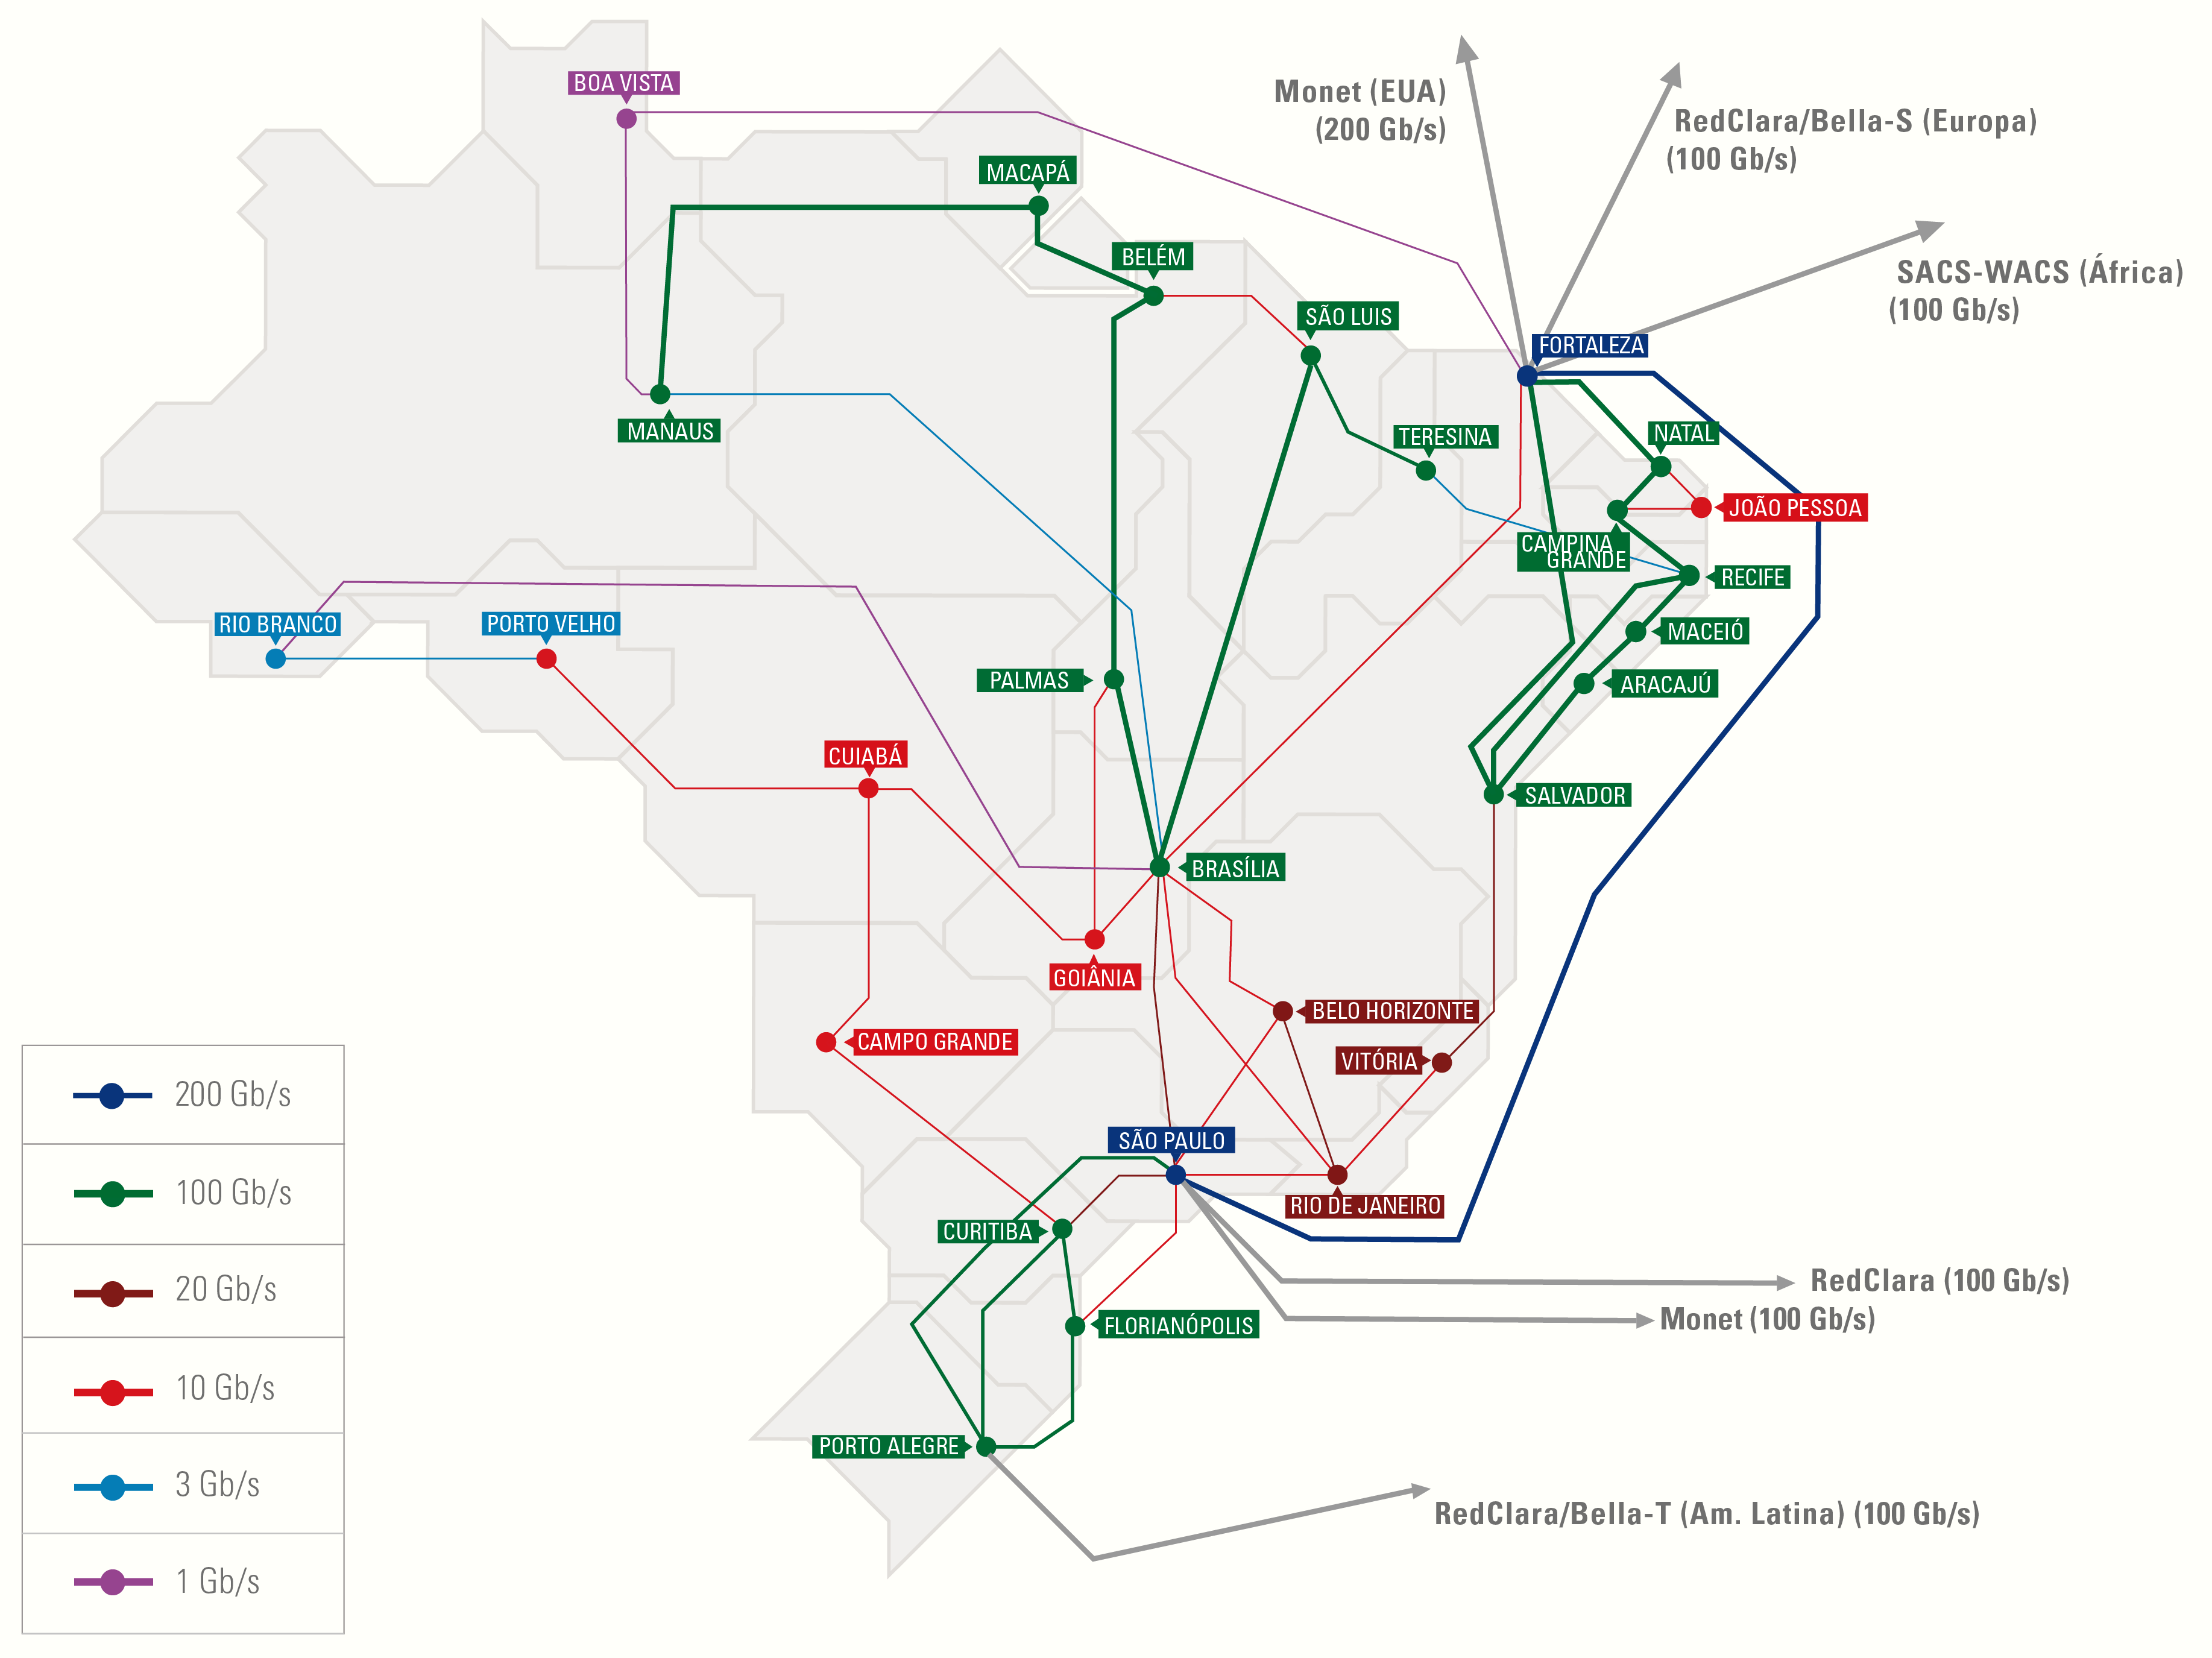 BOA VISTA
Monet (EUA)
(200 Gb/s)
RedClara/Bella-S (Europa)
(100 Gb/s)
MACAPÁ
BELÉM
SACS-WACS (África)
(100 Gb/s)
SÃO LUIS
FORTALEZA
MANAUS
TERESINA
NATAL
JOÃO PESSOA
CAMPINA
GRANDE
RECIFE
RIO BRANCO
PORTO VELHO
MACEIÓ
PALMAS
ARACAJÚ
CUIABÁ
SALVADOR
BRASÍLIA
GOIÂNIA
BELO HORIZONTE
CAMPO GRANDE
VITÓRIA
SÃO PAULO
RIO DE JANEIRO
CURITIBA
RedClara (100 Gb/s)
Monet (100 Gb/s)
FLORIANÓPOLIS
PORTO ALEGRE
RedClara/Bella-T (Am. Latina) (100 Gb/s)
200 Gb/s
100 Gb/s
20 Gb/s
10 Gb/s
3 Gb/s
1 Gb/s